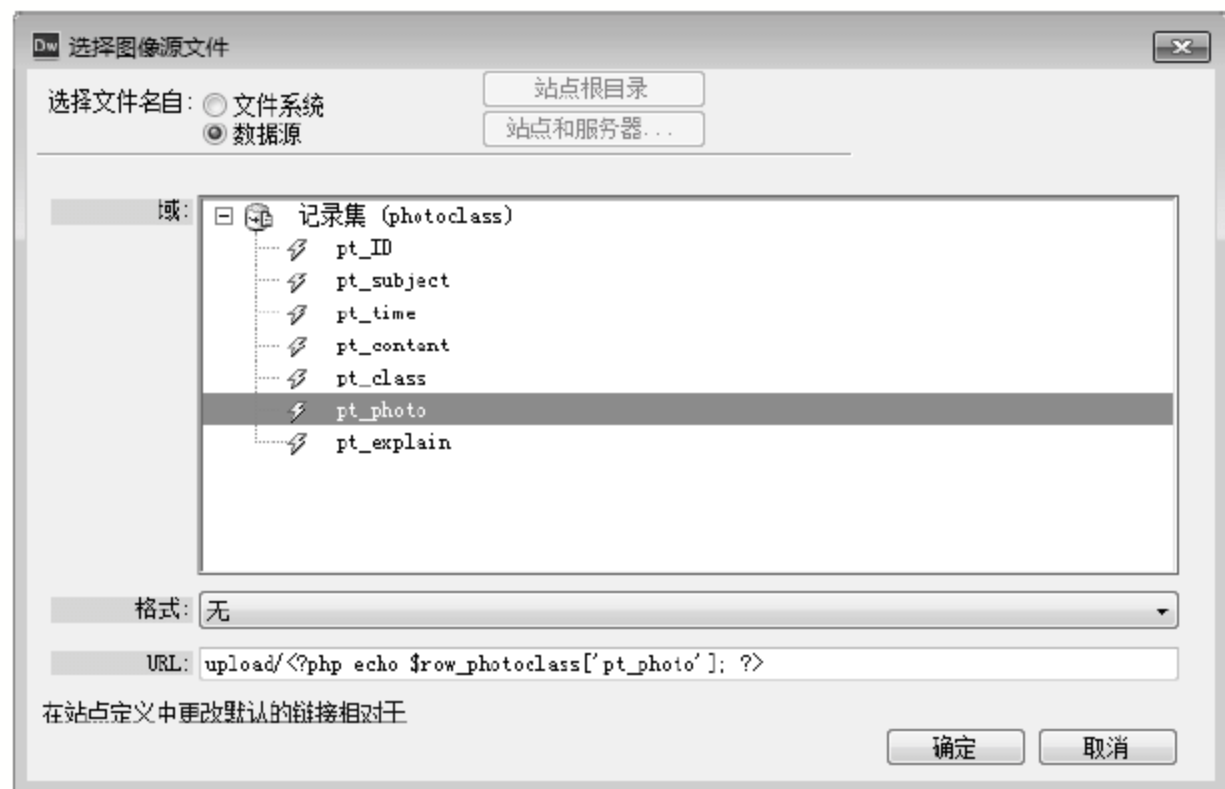 Dw 选择图像源文件
选择文件名自: 文件系统
站点根目录
数据源
站点和服务器...
域:
记录集 (photoclass)
pt_ID
pt_subject
pt_time
pt_content
pt_class
pt_photo
pt_explain
格式: 无
URL: upload/<?php echo $row_photoclass['pt_photo']; ?>
在站点定义中更改默认的链接相对于
确定 取消